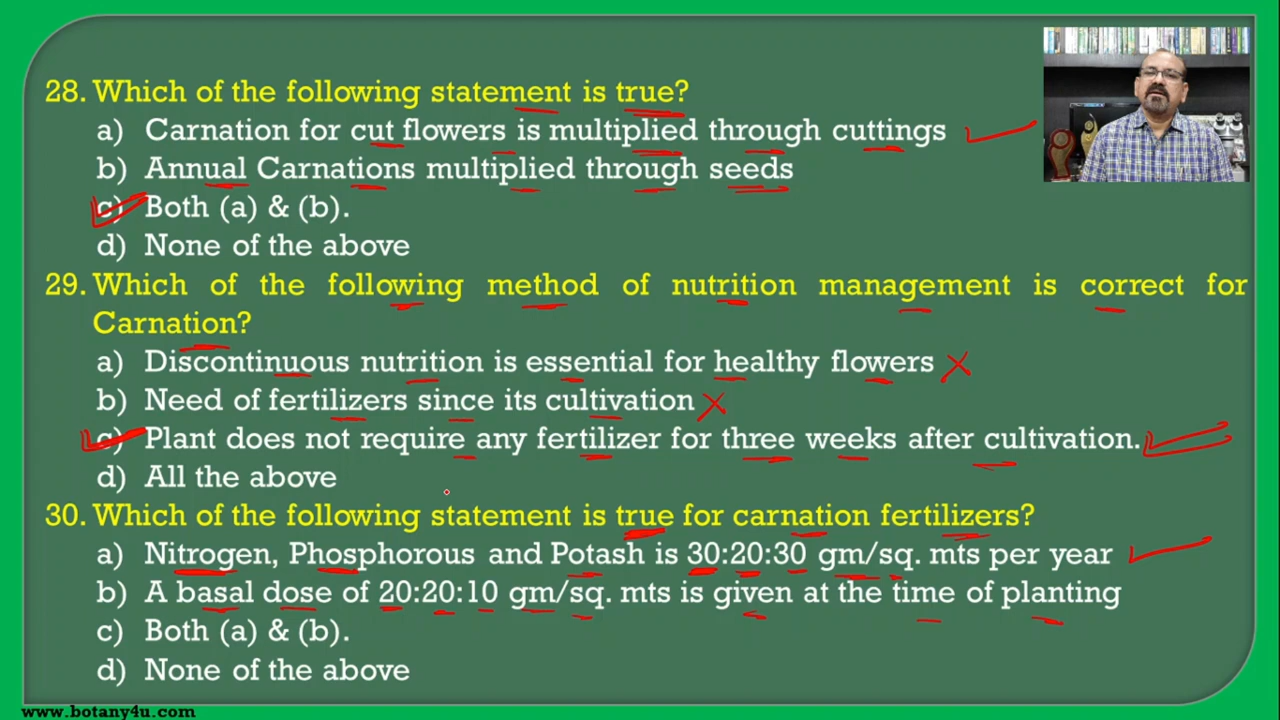 28. Which of the following statement is true?
a) Carnation for cut flowers is multiplied through cuttings
b) Annual Carnations multiplied through seeds
c) Both (a) & (b).
d) None of the above
29. Which of the following method of nutrition management is correct for
Carnation?
a) Discontinuous nutrition is essential for healthy flowers
b) Need of fertilizers since its cultivation
c) Plant does not require any fertilizer for three weeks after cultivation.
d) All the above
30. Which of the following statement is true for carnation fertilizers?
a) Nitrogen, Phosphorous and Potash is 30:20:30 gm/sq. mts per year
b) A basal dose of 20:20:10 gm/sq. mts is given at the time of planting
c) Both (a) & (b).
d) None of the above
www.botany4u.com